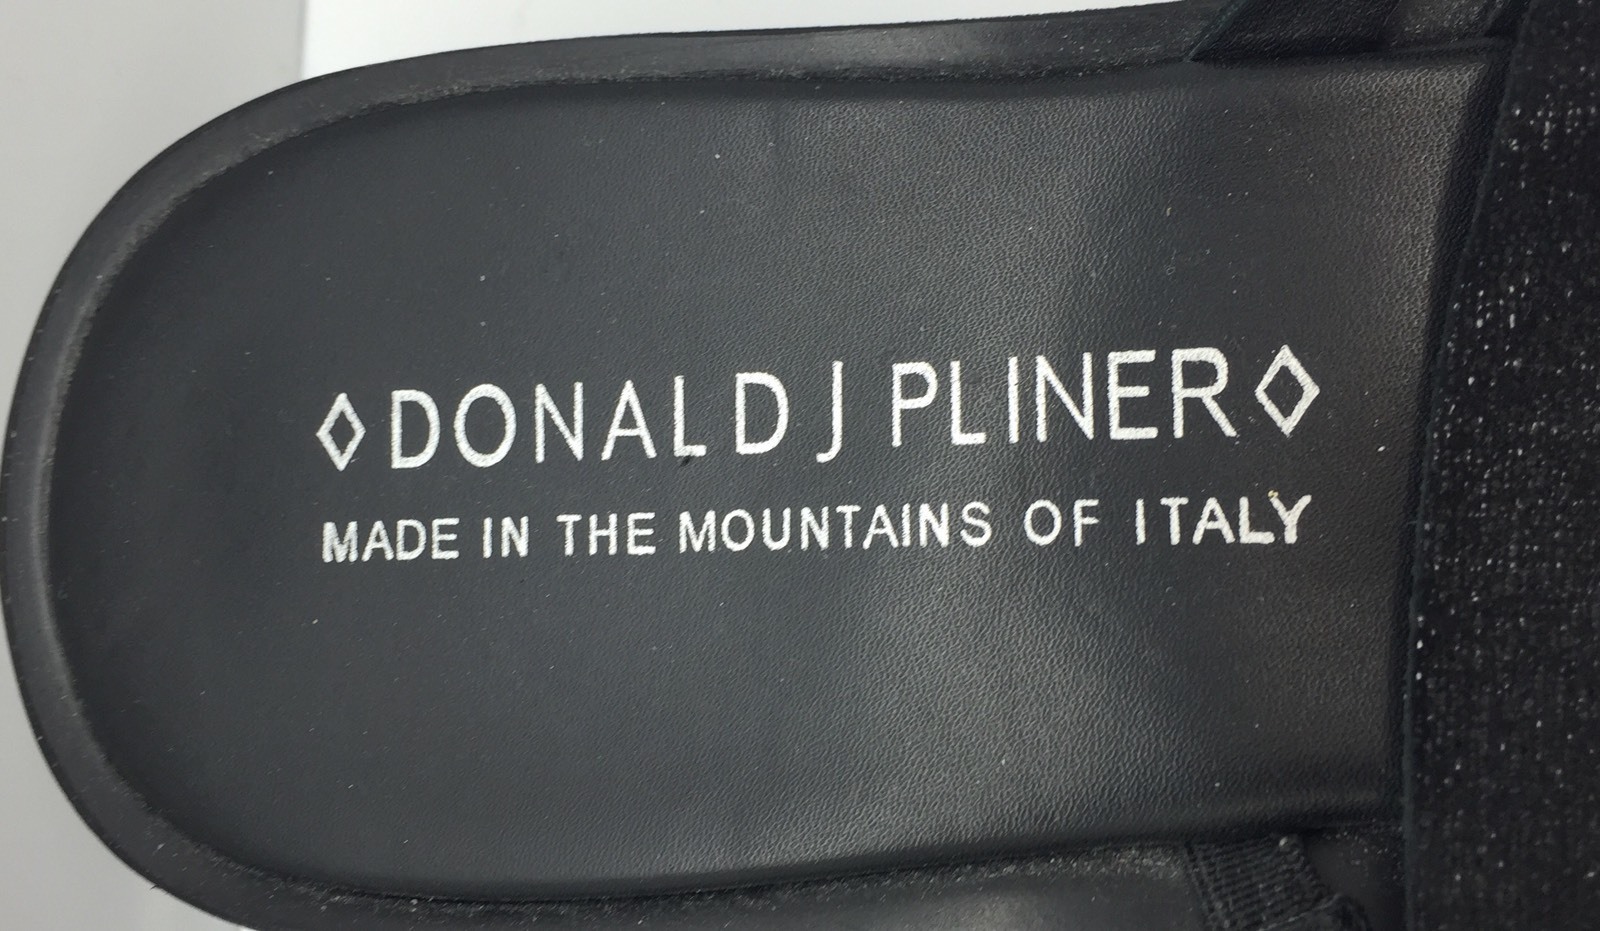 ◊ DONALD J PLINER ◊
MADE IN THE MOUNTAINS OF ITALY